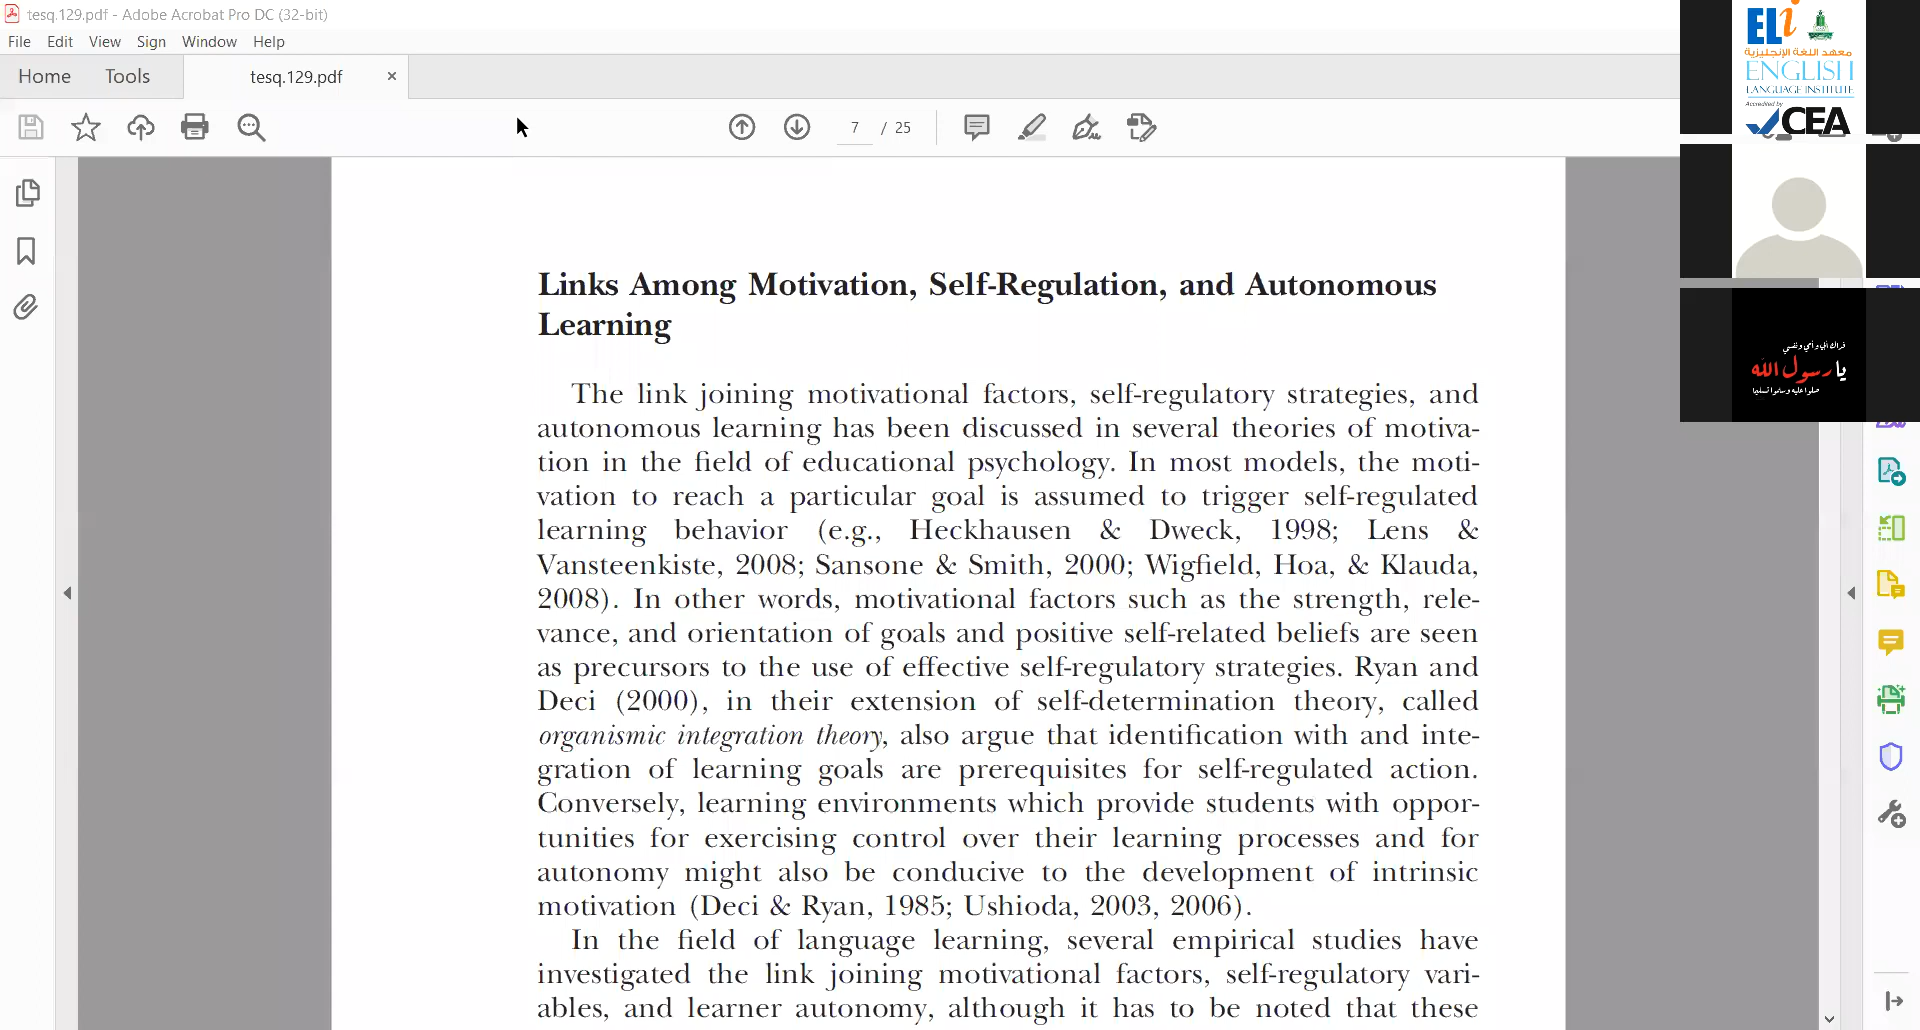 tesq.129.pdf - Adobe Acrobat Pro DC (32-bit)
File Edit View Sign Window Help
Home Tools tesq.129.pdf ×
7 / 25
Links Among Motivation, Self-Regulation, and Autonomous
Learning
The link joining motivational factors, self-regulatory strategies, and
autonomous learning has been discussed in several theories of motiva-
tion in the field of educational psychology. In most models, the moti-
vation to reach a particular goal is assumed to trigger self-regulated
learning behavior (e.g., Heckhausen & Dweck, 1998; Lens &
Vansteenkiste, 2008; Sansone & Smith, 2000; Wigfield, Hoa, & Klauda,
2008). In other words, motivational factors such as the strength, rele-
vance, and orientation of goals and positive self-related beliefs are seen
as precursors to the use of effective self-regulatory strategies. Ryan and
Deci (2000), in their extension of self-determination theory, called
organismic integration theory, also argue that identification with and inte-
gration of learning goals are prerequisites for self-regulated action.
Conversely, learning environments which provide students with oppor-
tunities for exercising control over their learning processes and for
autonomy might also be conducive to the development of intrinsic
motivation (Deci & Ryan, 1985; Ushioda, 2003, 2006).
In the field of language learning, several empirical studies have
investigated the link joining motivational factors, self-regulatory vari-
ables, and learner autonomy, although it has to be noted that these
ELi
معهد اللغة الإنجليزية
ENGLISH
LANGUAGE INSTITUTE
Accredited by
CEA
يا رسول الله
صلوا عليه وسلموا تسليما